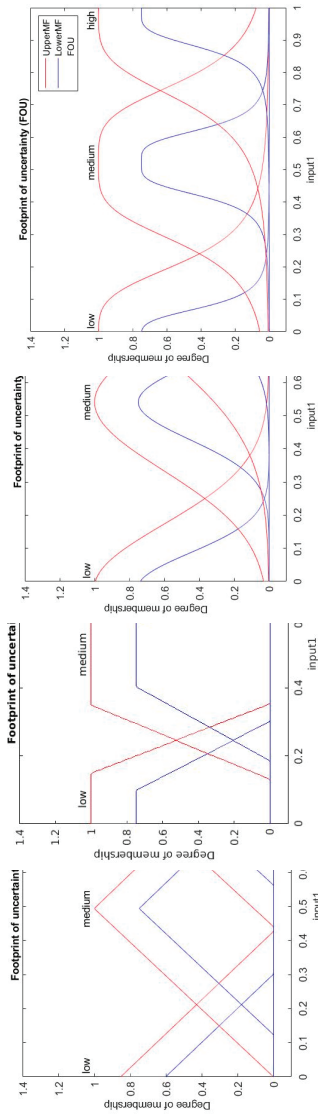 Footprint of uncertaint
1.4
1.2
1
0.8
0.6
0.4
0.2
0
low
medium
Degree of membership
0 0.1 0.2 0.3 0.4 0.5
input1
Footprint of uncertai
1.4
1.2
1
0.8
0.6
0.4
0.2
0
low
medium
Degree of membership
0 0.2 0.4
input1
Footprint of uncertainty
1.4
1.2
1
0.8
0.6
0.4
0.2
0
low
medium
Degree of membership
0 0.1 0.2 0.3 0.4 0.5 0.6
input1
Footprint of uncertainty (FOU)
UpperMF
LowerMF
FOU
1.4
1.2
1
0.8
0.6
0.4
0.2
0
low
medium
high
Degree of membership
0 0.1 0.2 0.3 0.4 0.5 0.6 0.7 0.8 0.9 1
input1